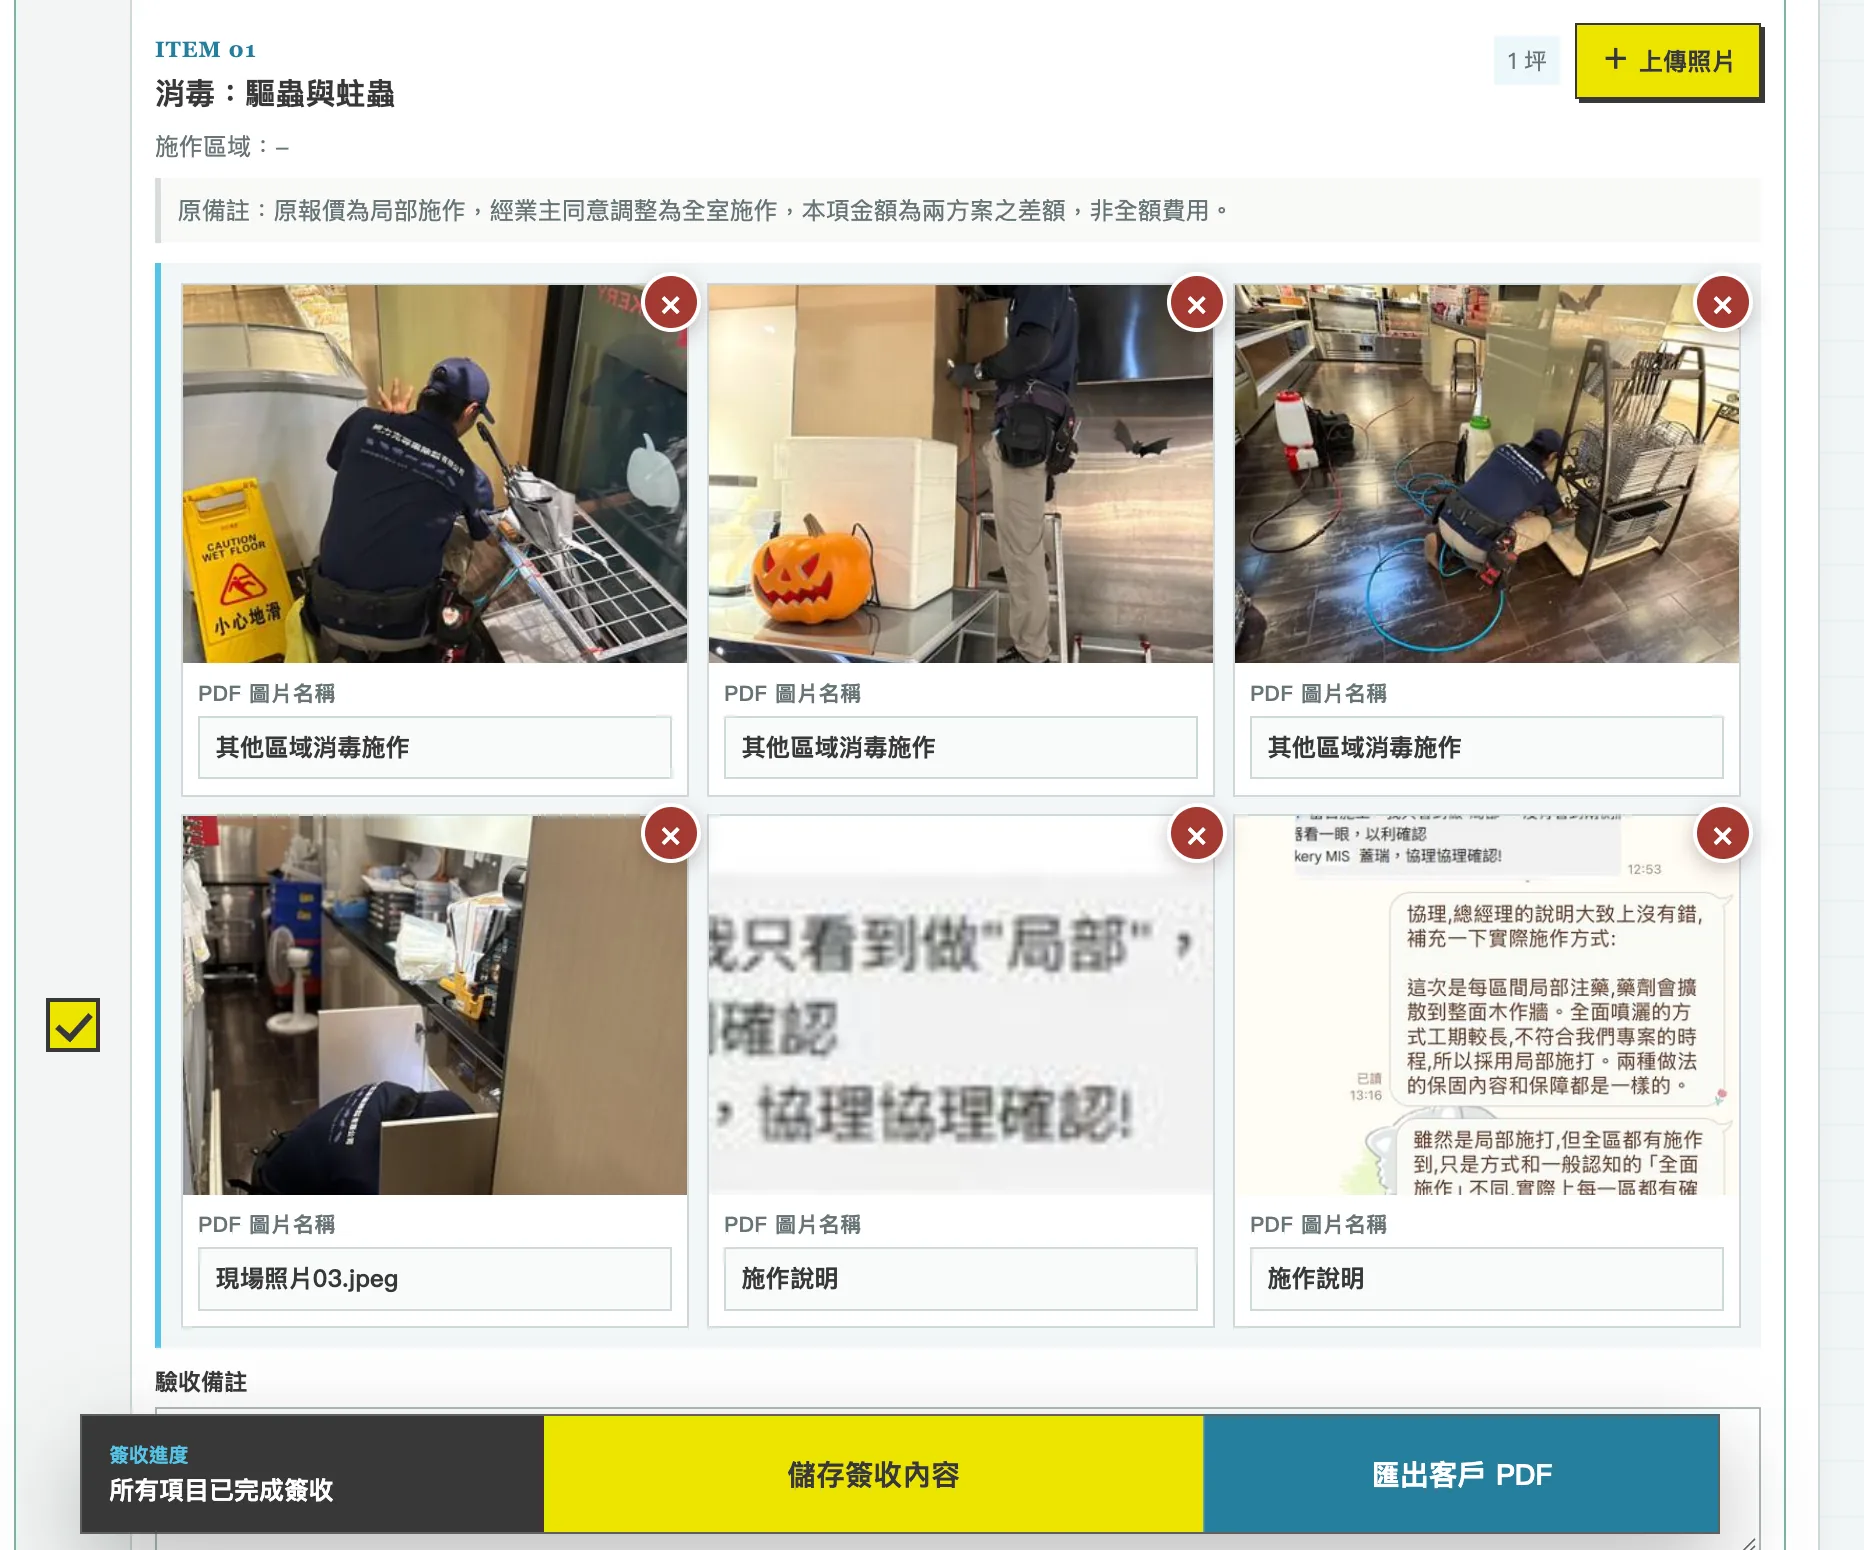 ITEM 01
消毒：驅蟲與蛀蟲
1 坪
+ 上傳照片
施作區域：–
原備註：原報價為局部施作，經業主同意調整為全室施作，本項金額為兩方案之差額，非全額費用。
CAUTION
WET FLOOR
小心地滑
PDF 圖片名稱
其他區域消毒施作
PDF 圖片名稱
其他區域消毒施作
PDF 圖片名稱
其他區域消毒施作
我只看到做"局部"，
確認
，協理協理確認!
器看一眼，以利確認
kery MIS 蓋瑞，協理協理確認!
12:53
協理,總經理的說明大致上沒有錯,
補充一下實際施作方式:
這次是每區間局部注藥,藥劑會擴
散到整面木作牆。全面噴灑的方
式工期較長,不符合我們專案的時
程,所以採用局部施打。兩種做法
的保固內容和保障都是一樣的。
已讀
13:16
雖然是局部施打,但全區都有施作
到,只是方式和一般認知的「全面
施作」不同,實際上每一區都有確
PDF 圖片名稱
現場照片03.jpeg
PDF 圖片名稱
施作說明
PDF 圖片名稱
施作說明
驗收備註
簽收進度
所有項目已完成簽收
儲存簽收內容
匯出客戶 PDF